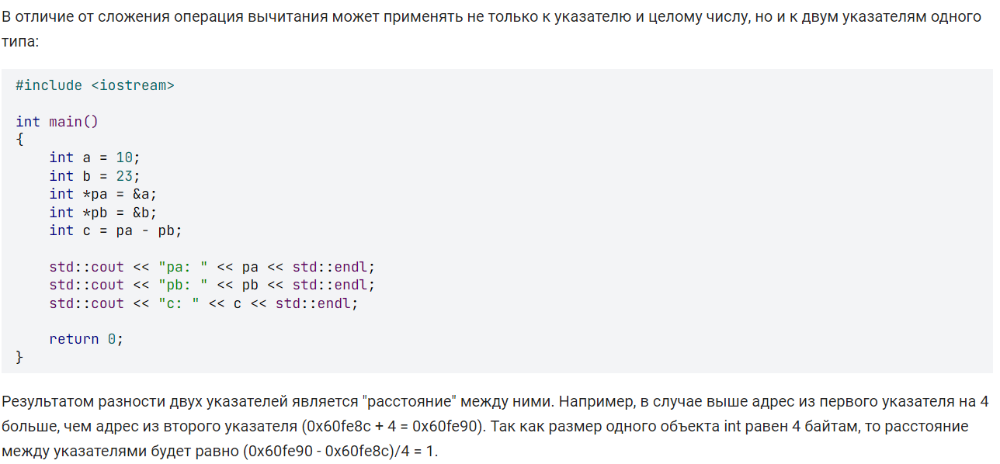 В отличие от сложения операция вычитания может применять не только к указателю и целому числу, но и к двум указателям одного
типа:
#include <iostream>
int main()
{
    int a = 10;
    int b = 23;
    int *pa = &a;
    int *pb = &b;
    int c = pa - pb;
    std::cout << "pa: " << pa << std::endl;
    std::cout << "pb: " << pb << std::endl;
    std::cout << "c: " << c << std::endl;
    return 0;
}
Результатом разности двух указателей является "расстояние" между ними. Например, в случае выше адрес из первого указателя на 4
больше, чем адрес из второго указателя (0x60fe8c + 4 = 0x60fe90). Так как размер одного объекта int равен 4 байтам, то расстояние
между указателями будет равно (0x60fe90 - 0x60fe8c)/4 = 1.